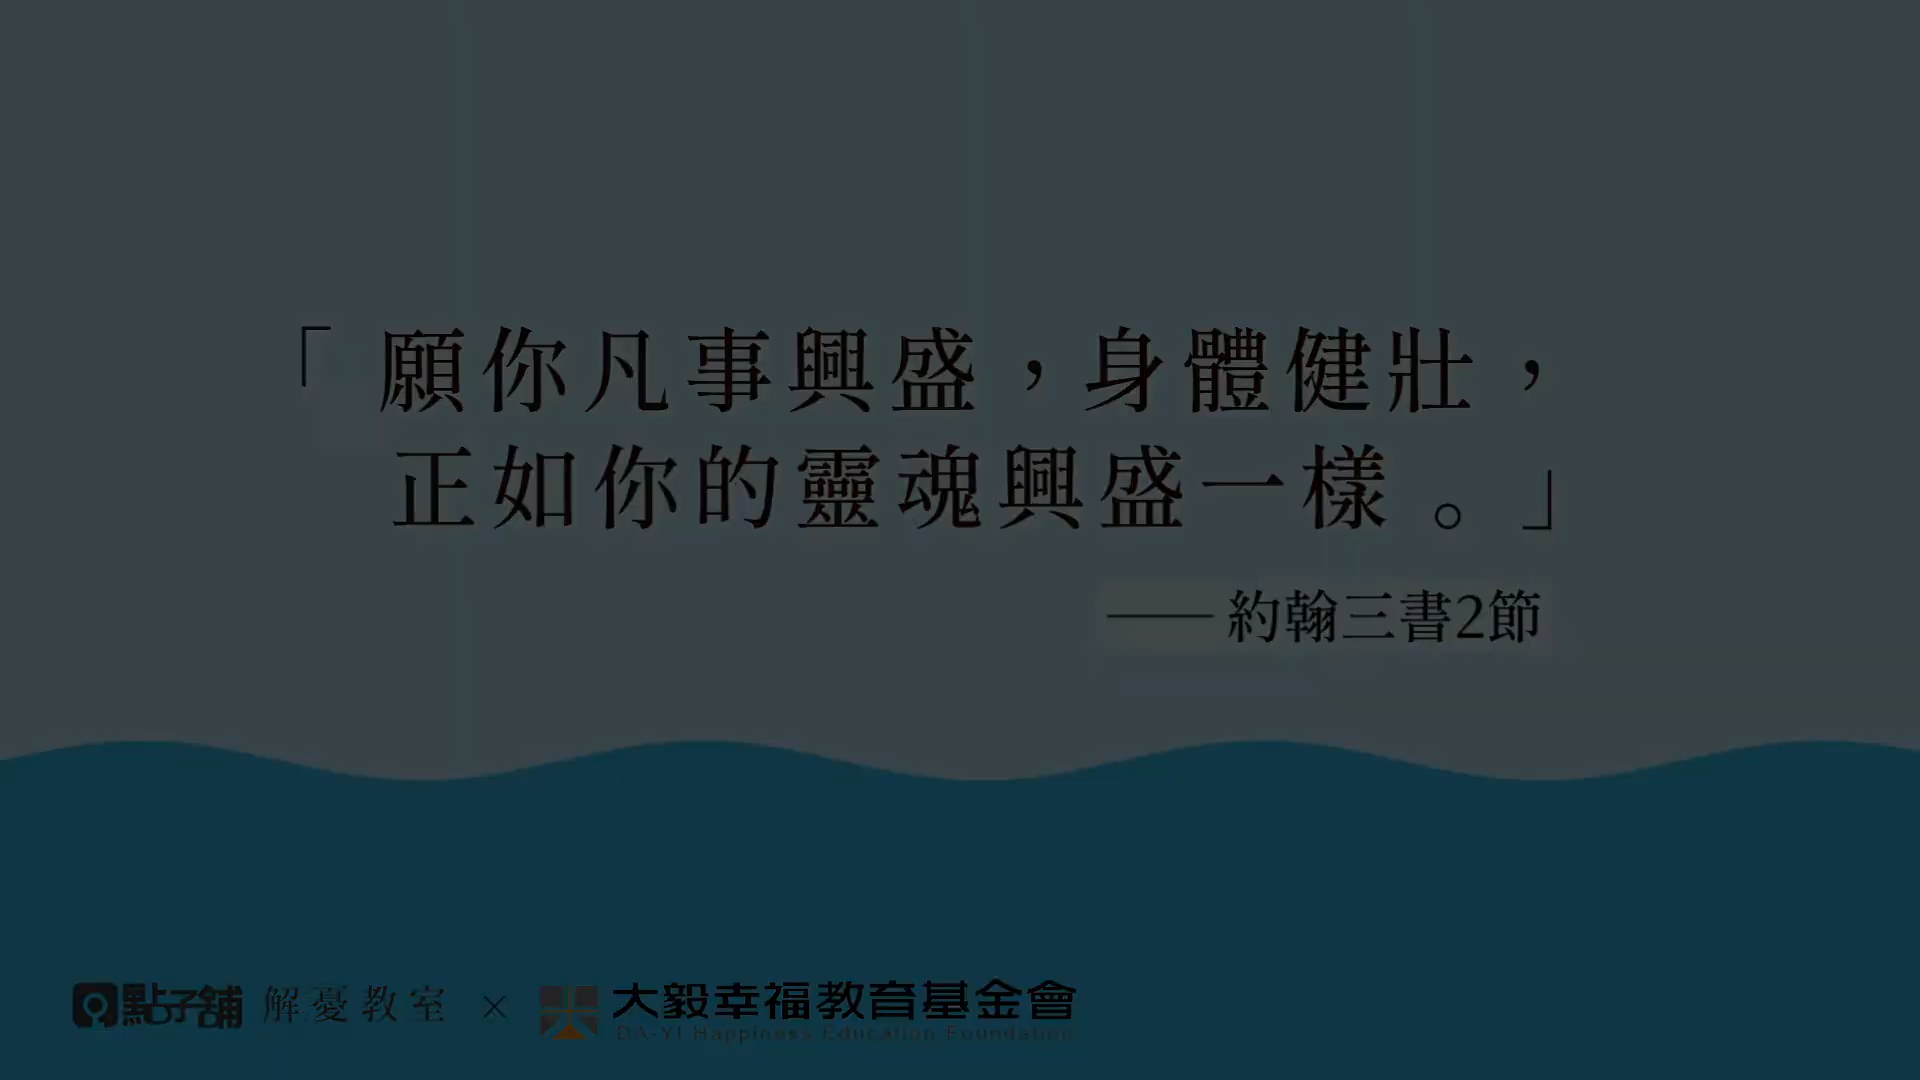 「願你凡事興盛，身體健壯，
正如你的靈魂興盛一樣。」
——約翰三書2節
點子舖 解憂教室 × 大毅幸福教育基金會
DA-YI Happiness Education Foundation